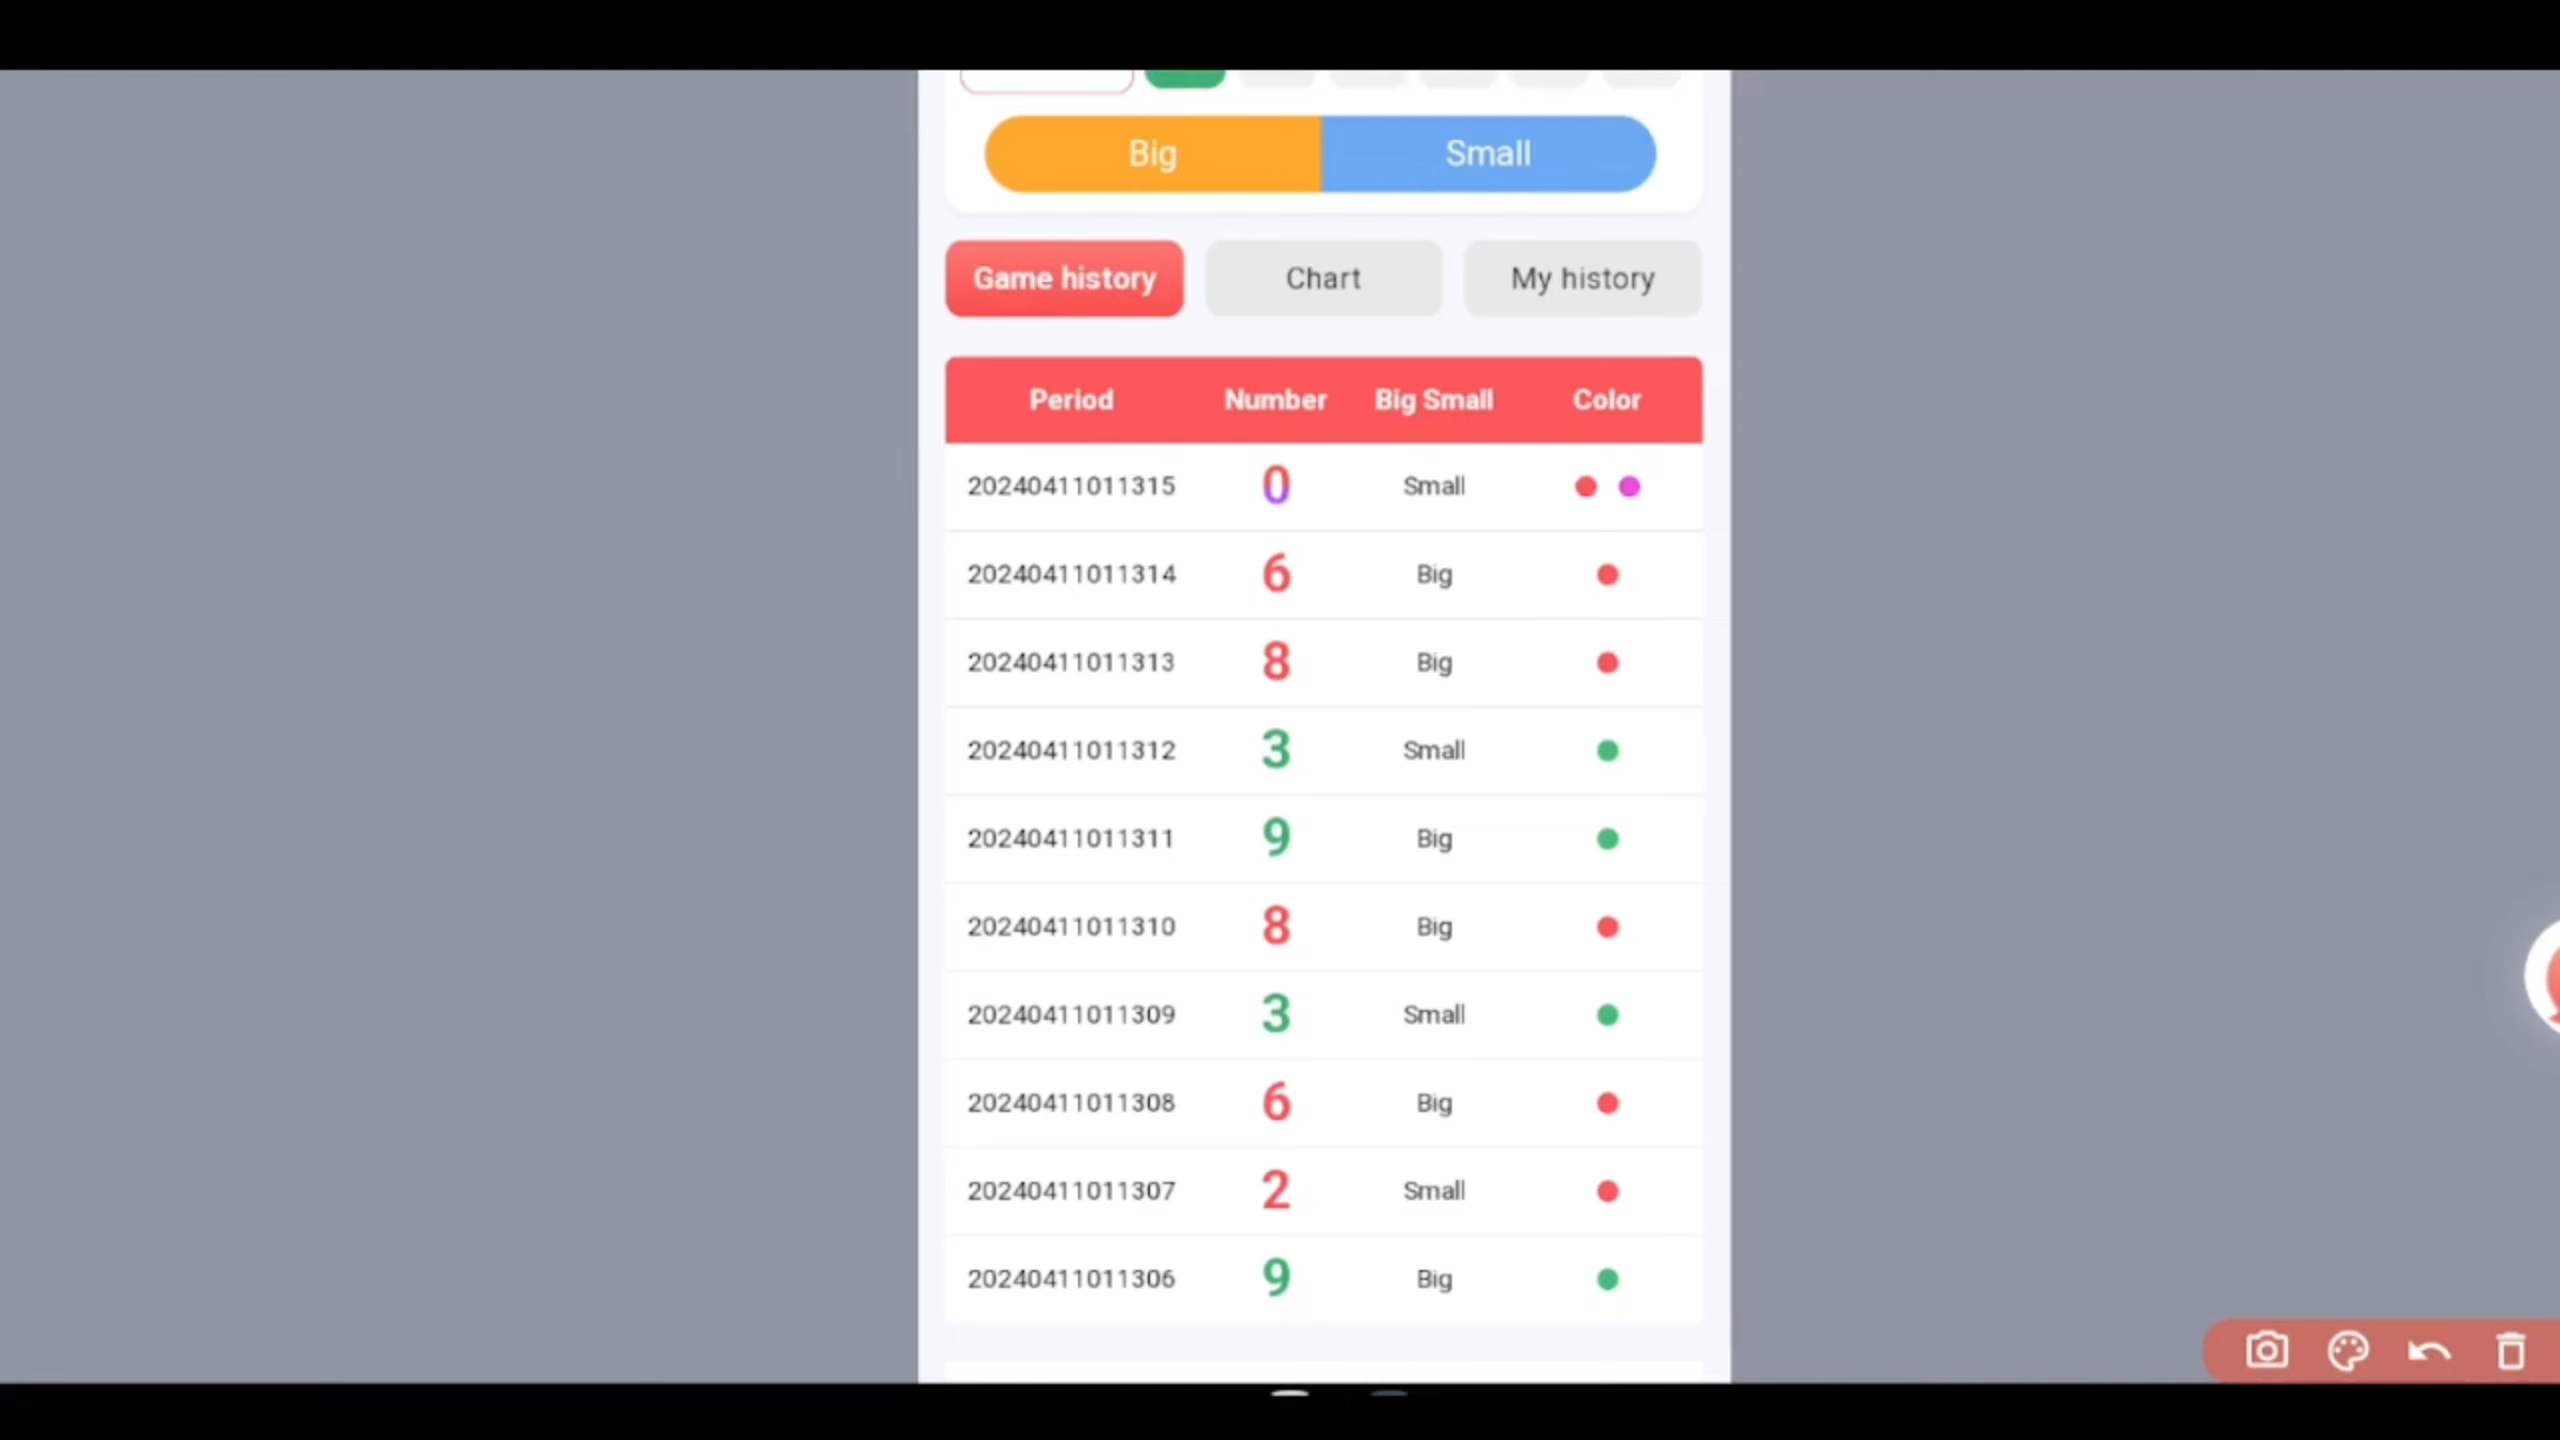 Big Small
Game history Chart My history
Period Number Big Small Color
20240411011315 0 Small
20240411011314 6 Big
20240411011313 8 Big
20240411011312 3 Small
20240411011311 9 Big
20240411011310 8 Big
20240411011309 3 Small
20240411011308 6 Big
20240411011307 2 Small
20240411011306 9 Big